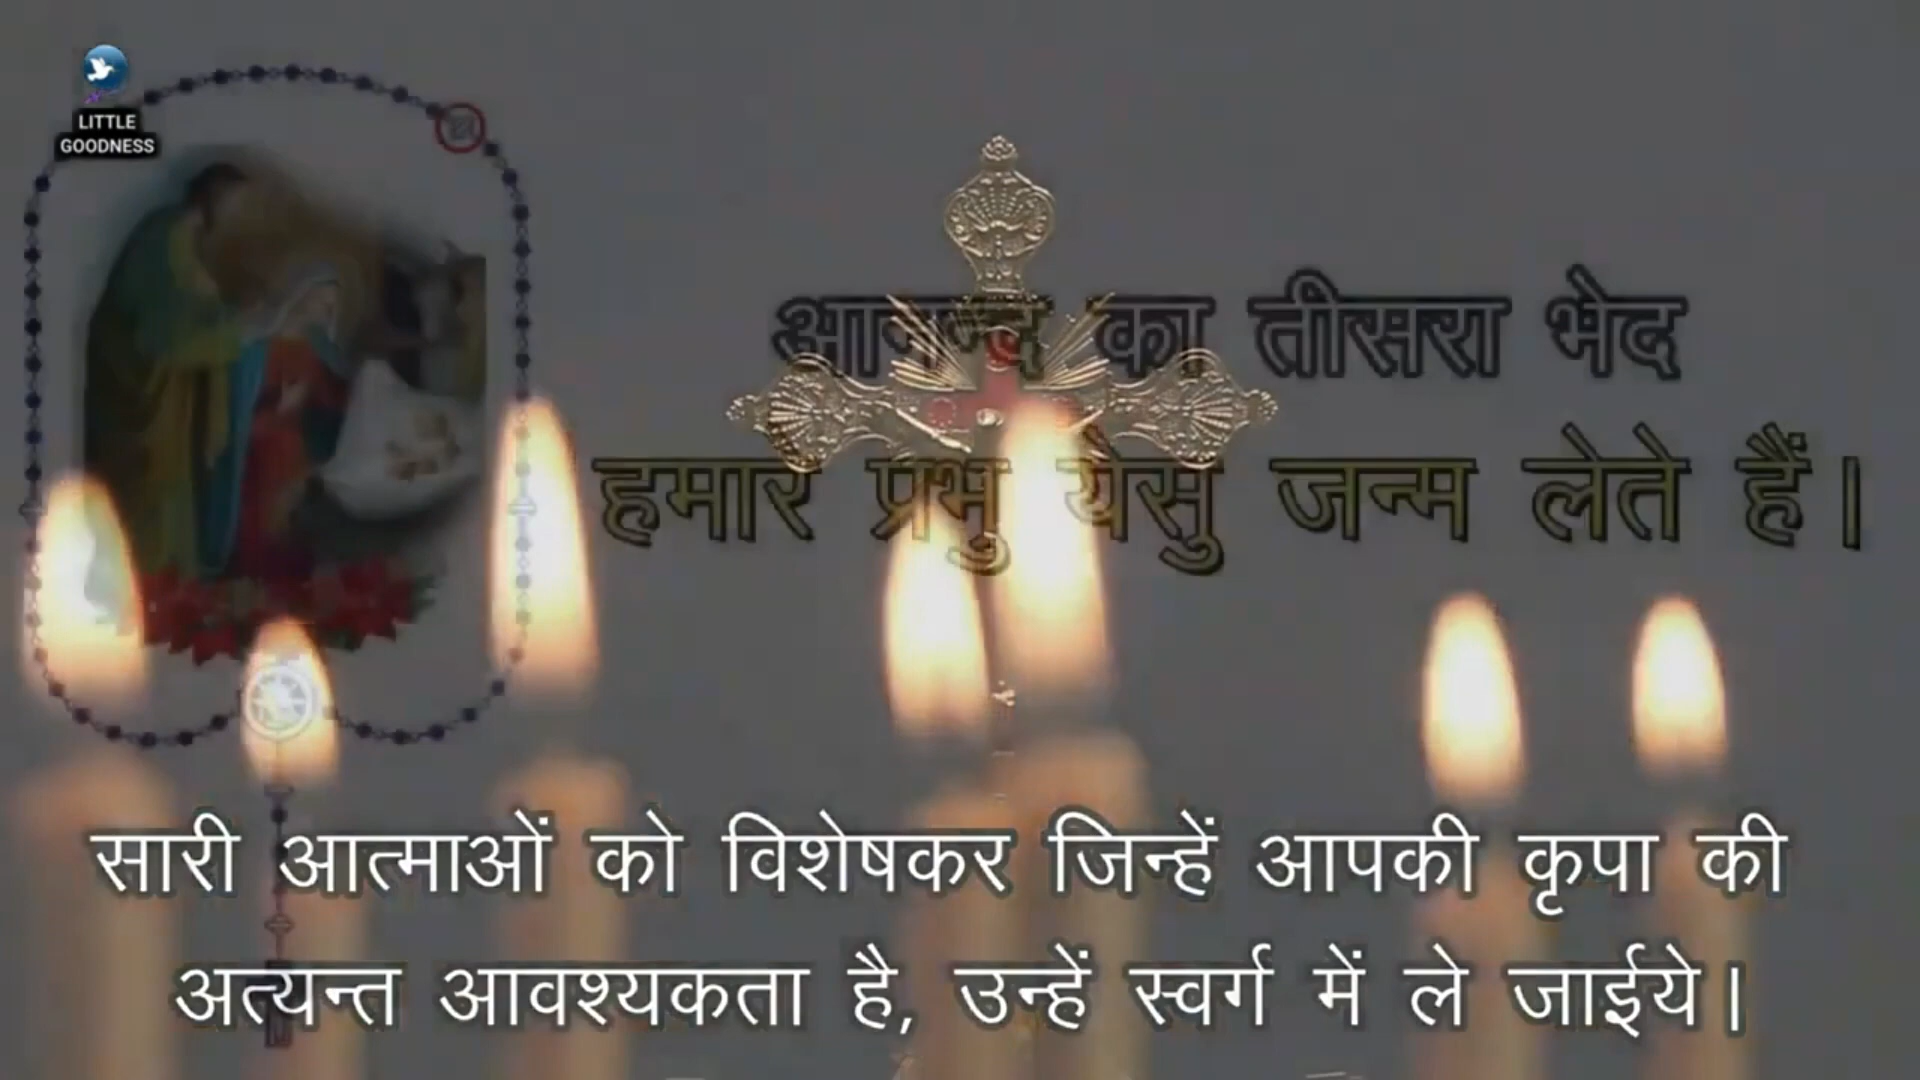 LITTLE
GOODNESS
आनन्द का तीसरा भेद
हमारे प्रभु येसु जन्म लेते हैं।
सारी आत्माओं को विशेषकर जिन्हें आपकी कृपा की
अत्यन्त आवश्यकता है, उन्हें स्वर्ग में ले जाईये।